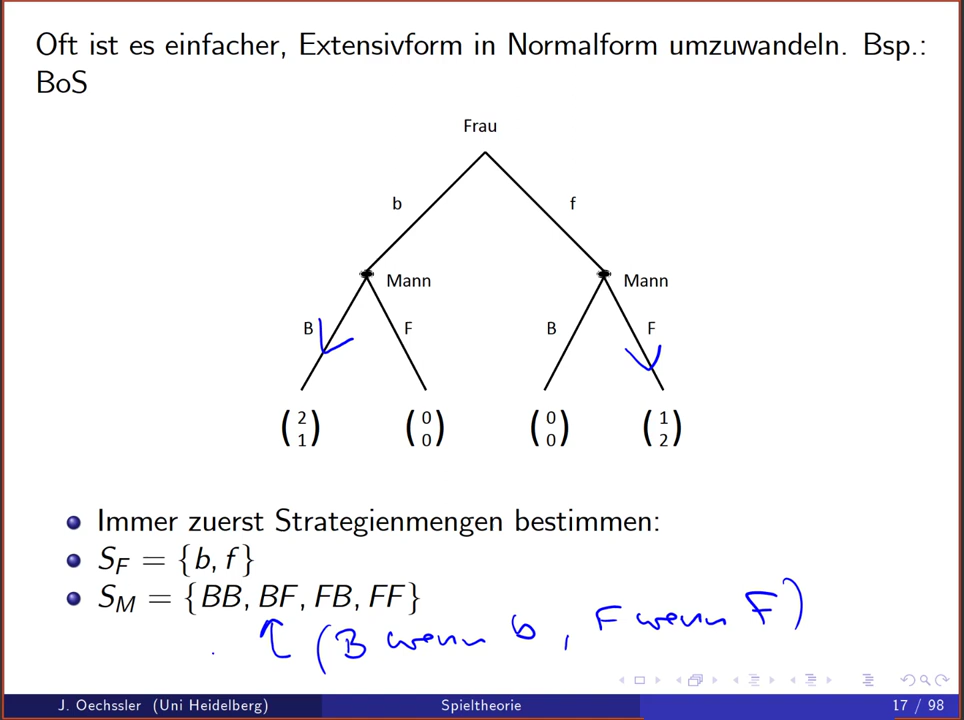 Oft ist es einfacher, Extensivform in Normalform umzuwandeln. Bsp.:
BoS
Frau
b f
Mann Mann
B F B F
2 0 0 1
1 0 0 2
Immer zuerst Strategienmengen bestimmen:
S_F = {b, f}
S_M = {BB, BF, FB, FF}
(B wenn b, F wenn F)
J. Oechssler (Uni Heidelberg) Spieltheorie 17 / 98